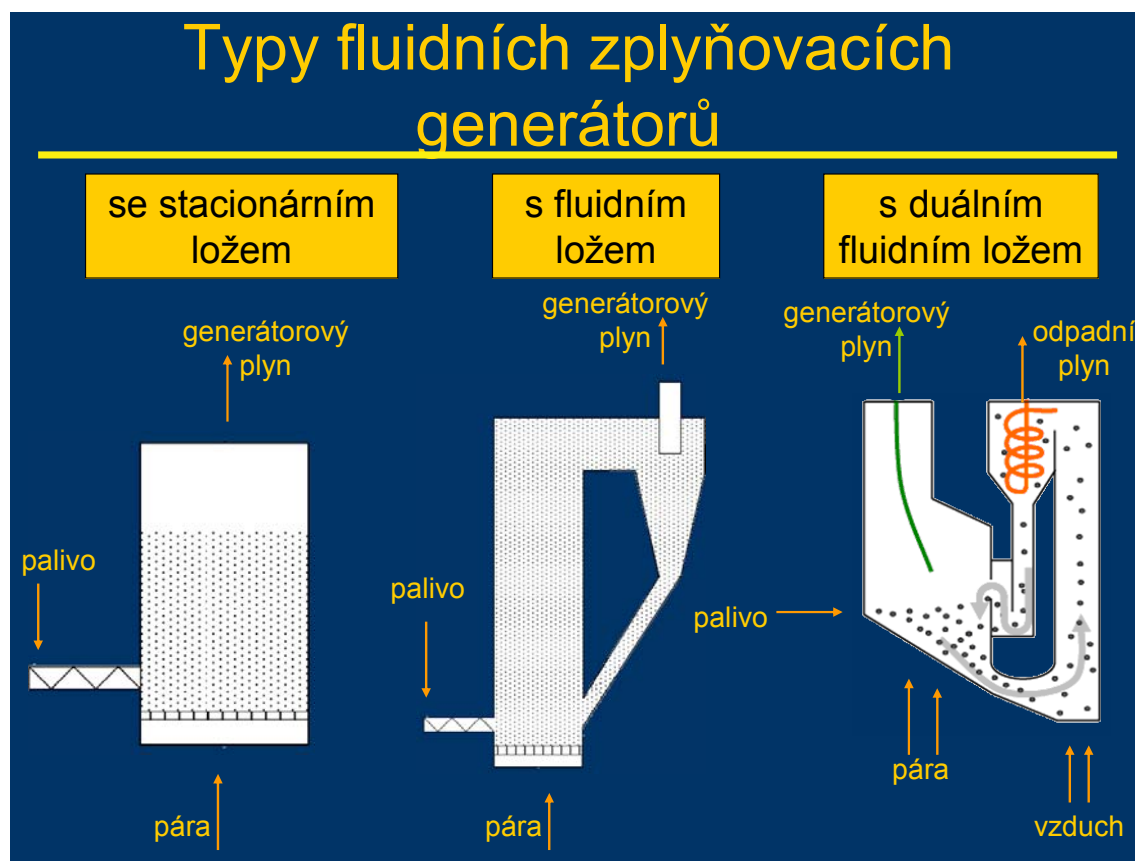 Typy fluidních zplyňovacích
generátorů
se stacionárním
ložem
s fluidním
ložem
s duálním
fluidním ložem
generátorový
plyn
palivo
pára
generátorový
plyn
palivo
pára
generátorový
plyn
odpadní
plyn
palivo
pára
vzduch